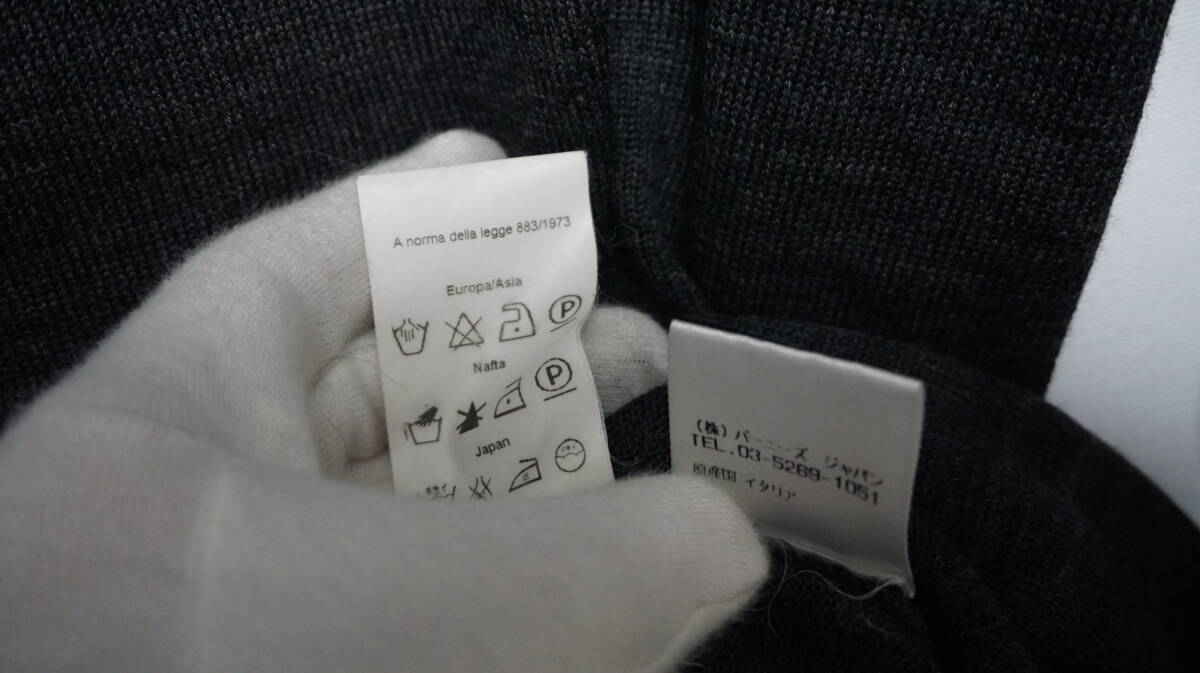 A norma della legge 883/1973
Europa/Asia
P
Nafta
P
Japan
(株) バーニーズ ジャパン
TEL.03-5269-1051
原産国 イタリア